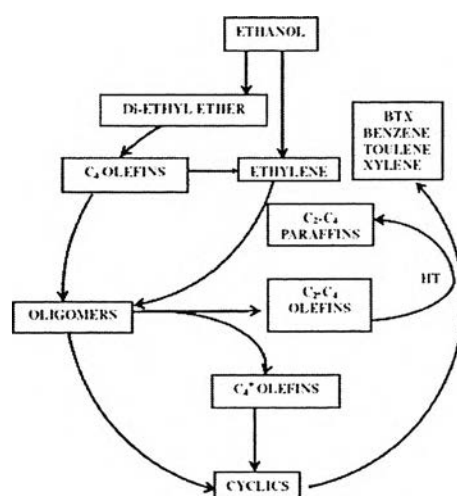 ETHANOL
Di-ETHYL ETHER
BTX
BENZENE
TOULENE
XYLENE
C₄ OLEFINS
ETHYLENE
C₂-C₄
PARAFFINS
HT
C₂-C₄
OLEFINS
OLIGOMERS
C₄⁺ OLEFINS
CYCLICS